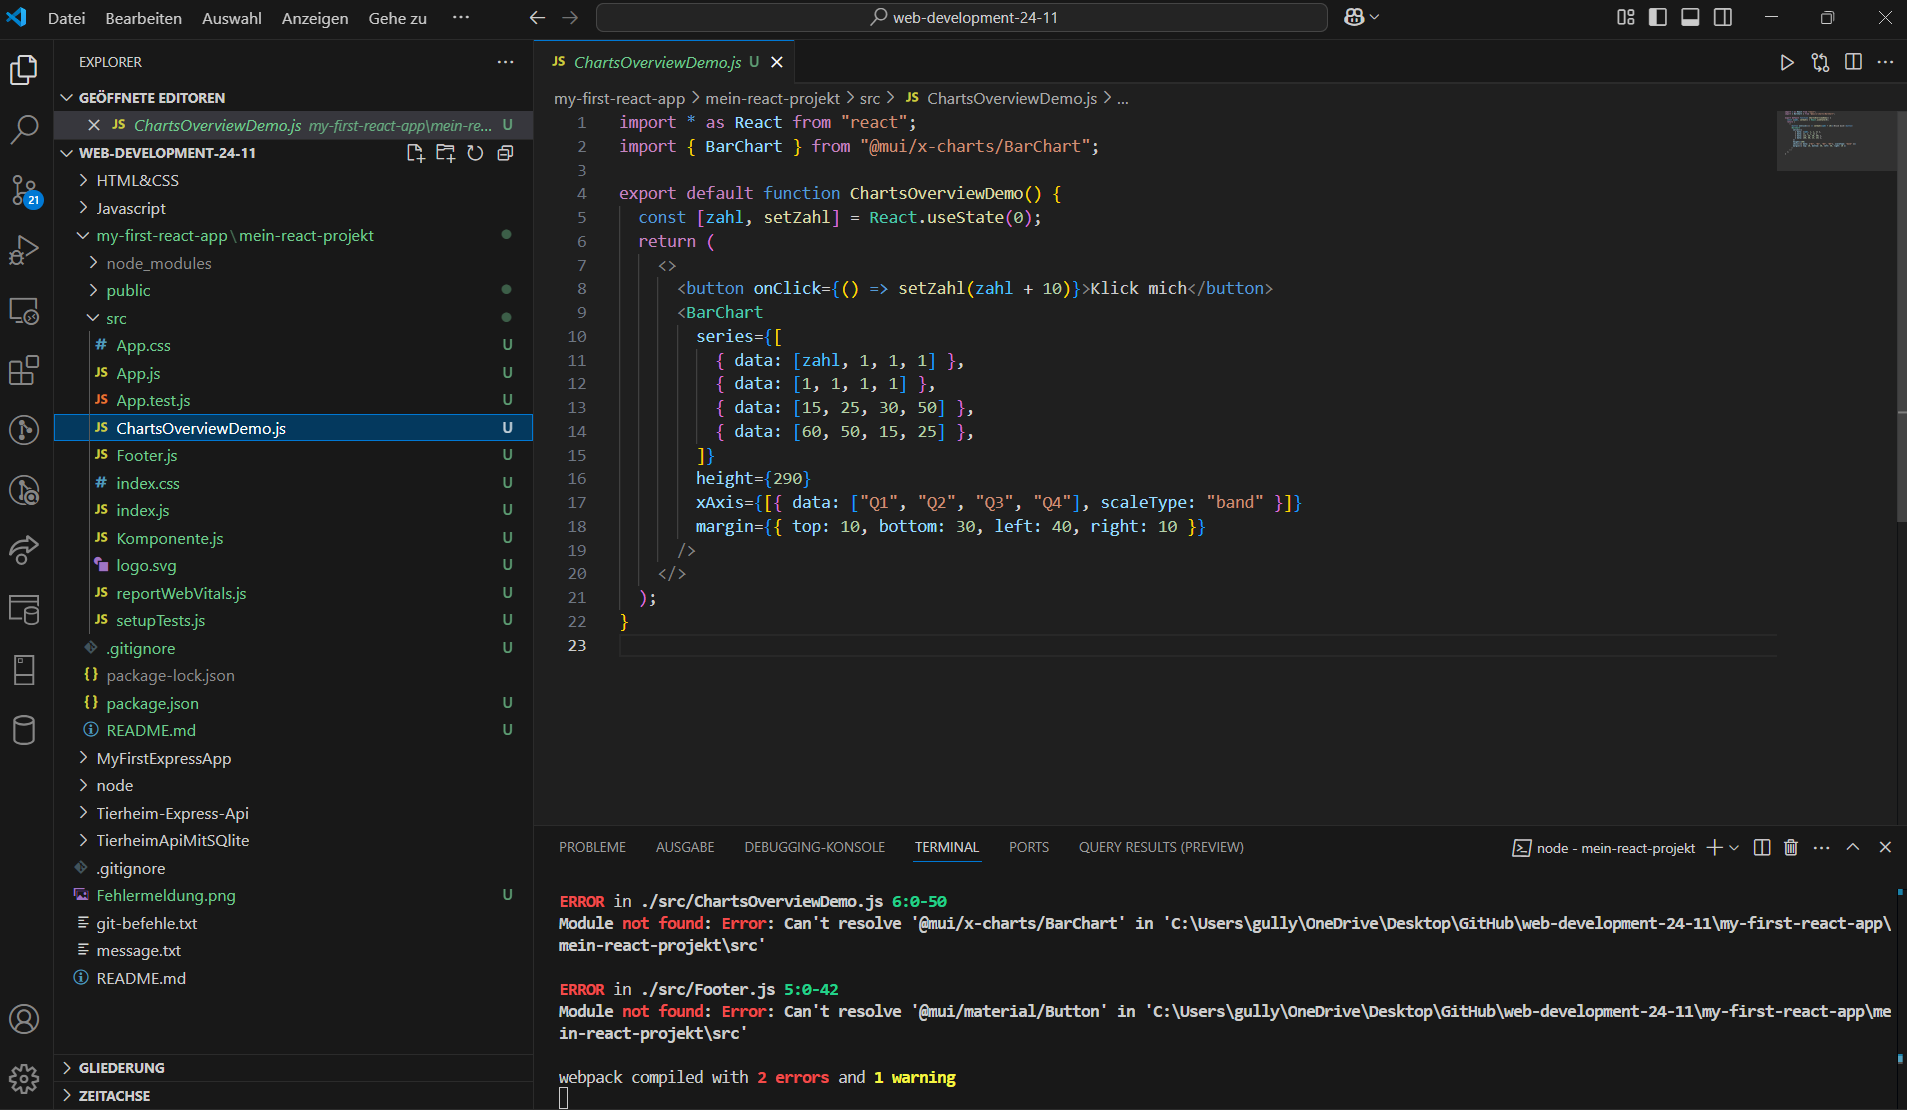 Datei Bearbeiten Auswahl Anzeigen Gehe zu ··· web-development-24-11
EXPLORER ···
GEÖFFNETE EDITOREN
JS ChartsOverviewDemo.js my-first-react-app\mein-re... U
WEB-DEVELOPMENT-24-11
HTML&CSS
Javascript
my-first-react-app\mein-react-projekt
node_modules
public
src
# App.css U
JS App.js U
JS App.test.js U
JS ChartsOverviewDemo.js U
JS Footer.js U
# index.css U
JS index.js U
JS Komponente.js U
logo.svg U
JS reportWebVitals.js U
JS setupTests.js U
.gitignore U
{} package-lock.json
{} package.json U
README.md U
MyFirstExpressApp
node
Tierheim-Express-Api
TierheimApiMitSQlite
.gitignore
Fehlermeldung.png U
git-befehle.txt
message.txt
README.md
GLIEDERUNG
ZEITACHSE
21
JS ChartsOverviewDemo.js U
my-first-react-app > mein-react-projekt > src > JS ChartsOverviewDemo.js > ...
1 import * as React from "react";
2 import { BarChart } from "@mui/x-charts/BarChart";
3
4 export default function ChartsOverviewDemo() {
5 const [zahl, setZahl] = React.useState(0);
6 return (
7 <>
8 <button onClick={() => setZahl(zahl + 10)}>Klick mich</button>
9 <BarChart
10 series={[
11 { data: [zahl, 1, 1, 1] },
12 { data: [1, 1, 1, 1] },
13 { data: [15, 25, 30, 50] },
14 { data: [60, 50, 15, 25] },
15 ]}
16 height={290}
17 xAxis={[{ data: ["Q1", "Q2", "Q3", "Q4"], scaleType: "band" }]}
18 margin={{ top: 10, bottom: 30, left: 40, right: 10 }}
19 />
20 </>
21 );
22 }
23
PROBLEME AUSGABE DEBUGGING-KONSOLE TERMINAL PORTS QUERY RESULTS (PREVIEW) node - mein-react-projekt
ERROR in ./src/ChartsOverviewDemo.js 6:0-50
Module not found: Error: Can't resolve '@mui/x-charts/BarChart' in 'C:\Users\gully\OneDrive\Desktop\GitHub\web-development-24-11\my-first-react-app\
mein-react-projekt\src'
ERROR in ./src/Footer.js 5:0-42
Module not found: Error: Can't resolve '@mui/material/Button' in 'C:\Users\gully\OneDrive\Desktop\GitHub\web-development-24-11\my-first-react-app\me
in-react-projekt\src'
webpack compiled with 2 errors and 1 warning